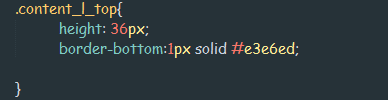 .content_l_top{
height: 36px;
border-bottom:1px solid #e3e6ed;
}